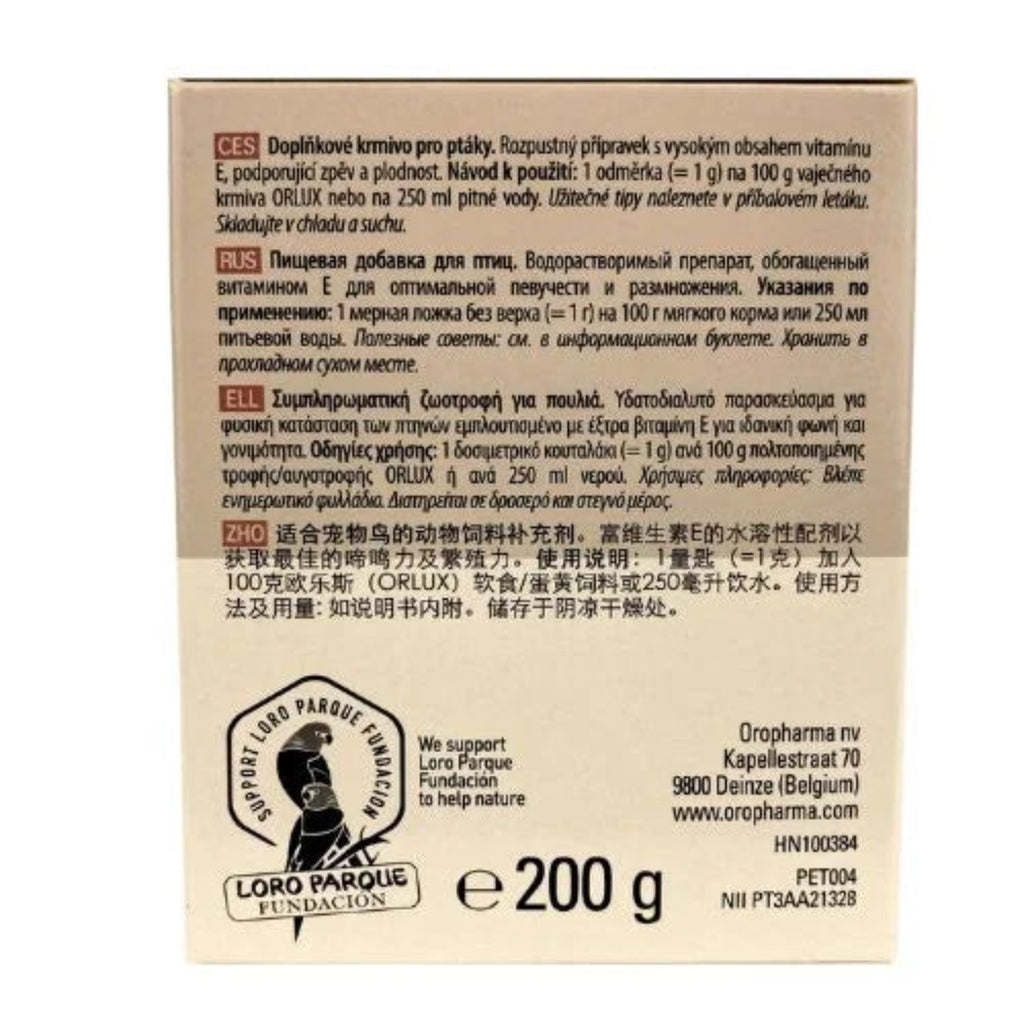 CES Doplňkové krmivo pro ptáky. Rozpustný přípravek s vysokým obsahem vitamínu
E, podporující zpěv a plodnost. Návod k použití: 1 odměrka (= 1 g) na 100 g vaječného
krmiva ORLUX nebo na 250 ml pitné vody. Užitečné tipy naleznete v příbalovém letáku.
Skladujte v chladu a suchu.
RUS Пищевая добавка для птиц. Водорастворимый препарат, обогащенный
витамином Е для оптимальной певучести и размножения. Указания по
применению: 1 мерная ложка без верха (= 1 г) на 100 г мягкого корма или 250 мл
питьевой воды. Полезные советы: см. в информационном буклете. Хранить в
прохладном сухом месте.
ELL Συμπληρωματική ζωοτροφή για πουλιά. Υδατοδιαλυτό παρασκεύασμα για
φυσική κατάσταση των πτηνών εμπλουτισμένο με έξτρα βιταμίνη Ε για ιδανική φωνή και
γονιμότητα. Οδηγίες χρήσης: 1 δοσιμετρικό κουταλάκι (= 1 g) ανά 100 g πολτοποιημένης
τροφής/αυγοτροφής ORLUX ή ανά 250 ml νερού. Χρήσιμες πληροφορίες: Βλέπε
ενημερωτικό φυλλάδιο. Διατηρείται σε δροσερό και στεγνό μέρος.
ZHO 适合宠物鸟的动物饲料补充剂。富维生素E的水溶性配剂以
获取最佳的啼鸣力及繁殖力。使用说明：1量匙（=1克）加入
100克欧乐斯（ORLUX）软食/蛋黄饲料或250毫升饮水。使用方
法及用量: 如说明书内附。储存于阴凉干燥处。
SUPPORT LORO PARQUE FUNDACIÓN
LORO PARQUE
FUNDACIÓN
We support
Loro Parque
Fundación
to help nature
℮ 200 g
Oropharma nv
Kapellestraat 70
9800 Deinze (Belgium)
www.oropharma.com
HN100384
PET004
NII PT3AA21328